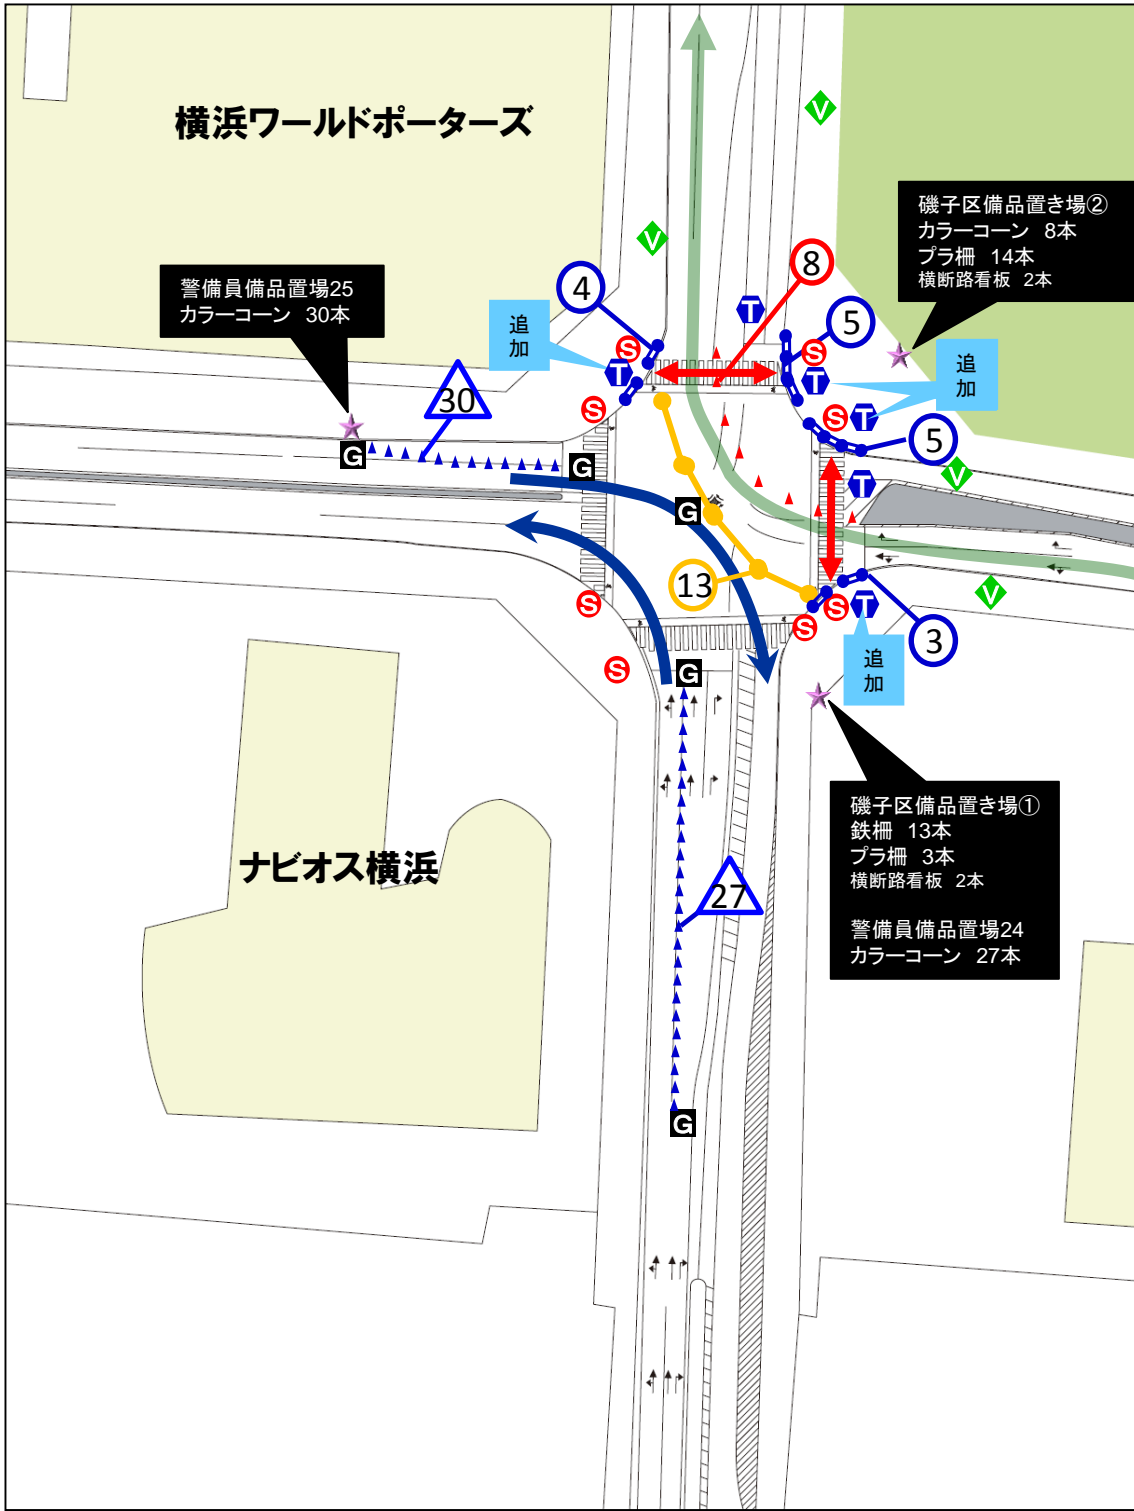 横浜ワールドポーターズ
V
V
磯子区備品置き場②
カラーコーン 8本
プラ柵 14本
横断路看板 2本
警備員備品置場25
カラーコーン 30本
追加
4
8
5
T
S
S
T
T
追加
30
S
S
T
5
G
G
T
V
G
13
S
S
S
T
V
3
追加
S
G
磯子区備品置き場①
鉄柵 13本
プラ柵 3本
横断路看板 2本
警備員備品置場24
カラーコーン 27本
ナビオス横浜
27
G